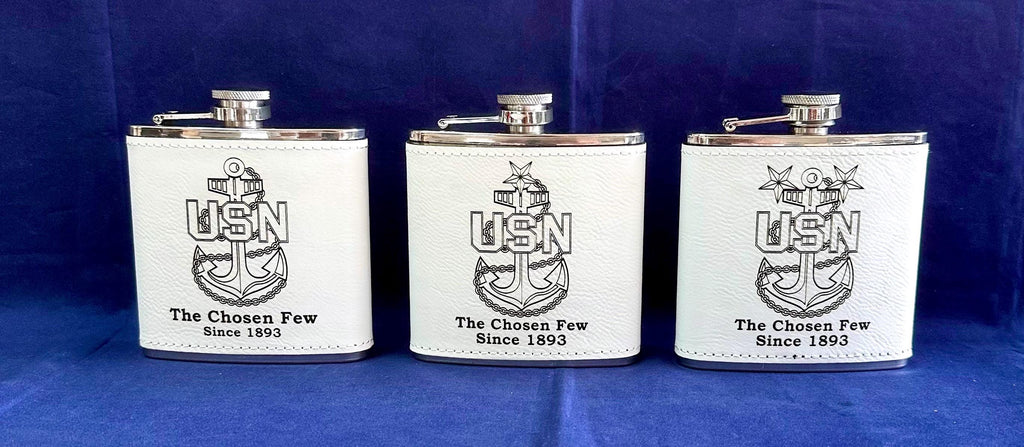 USN
The Chosen Few
Since 1893
USN
The Chosen Few
Since 1893
USN
The Chosen Few
Since 1893